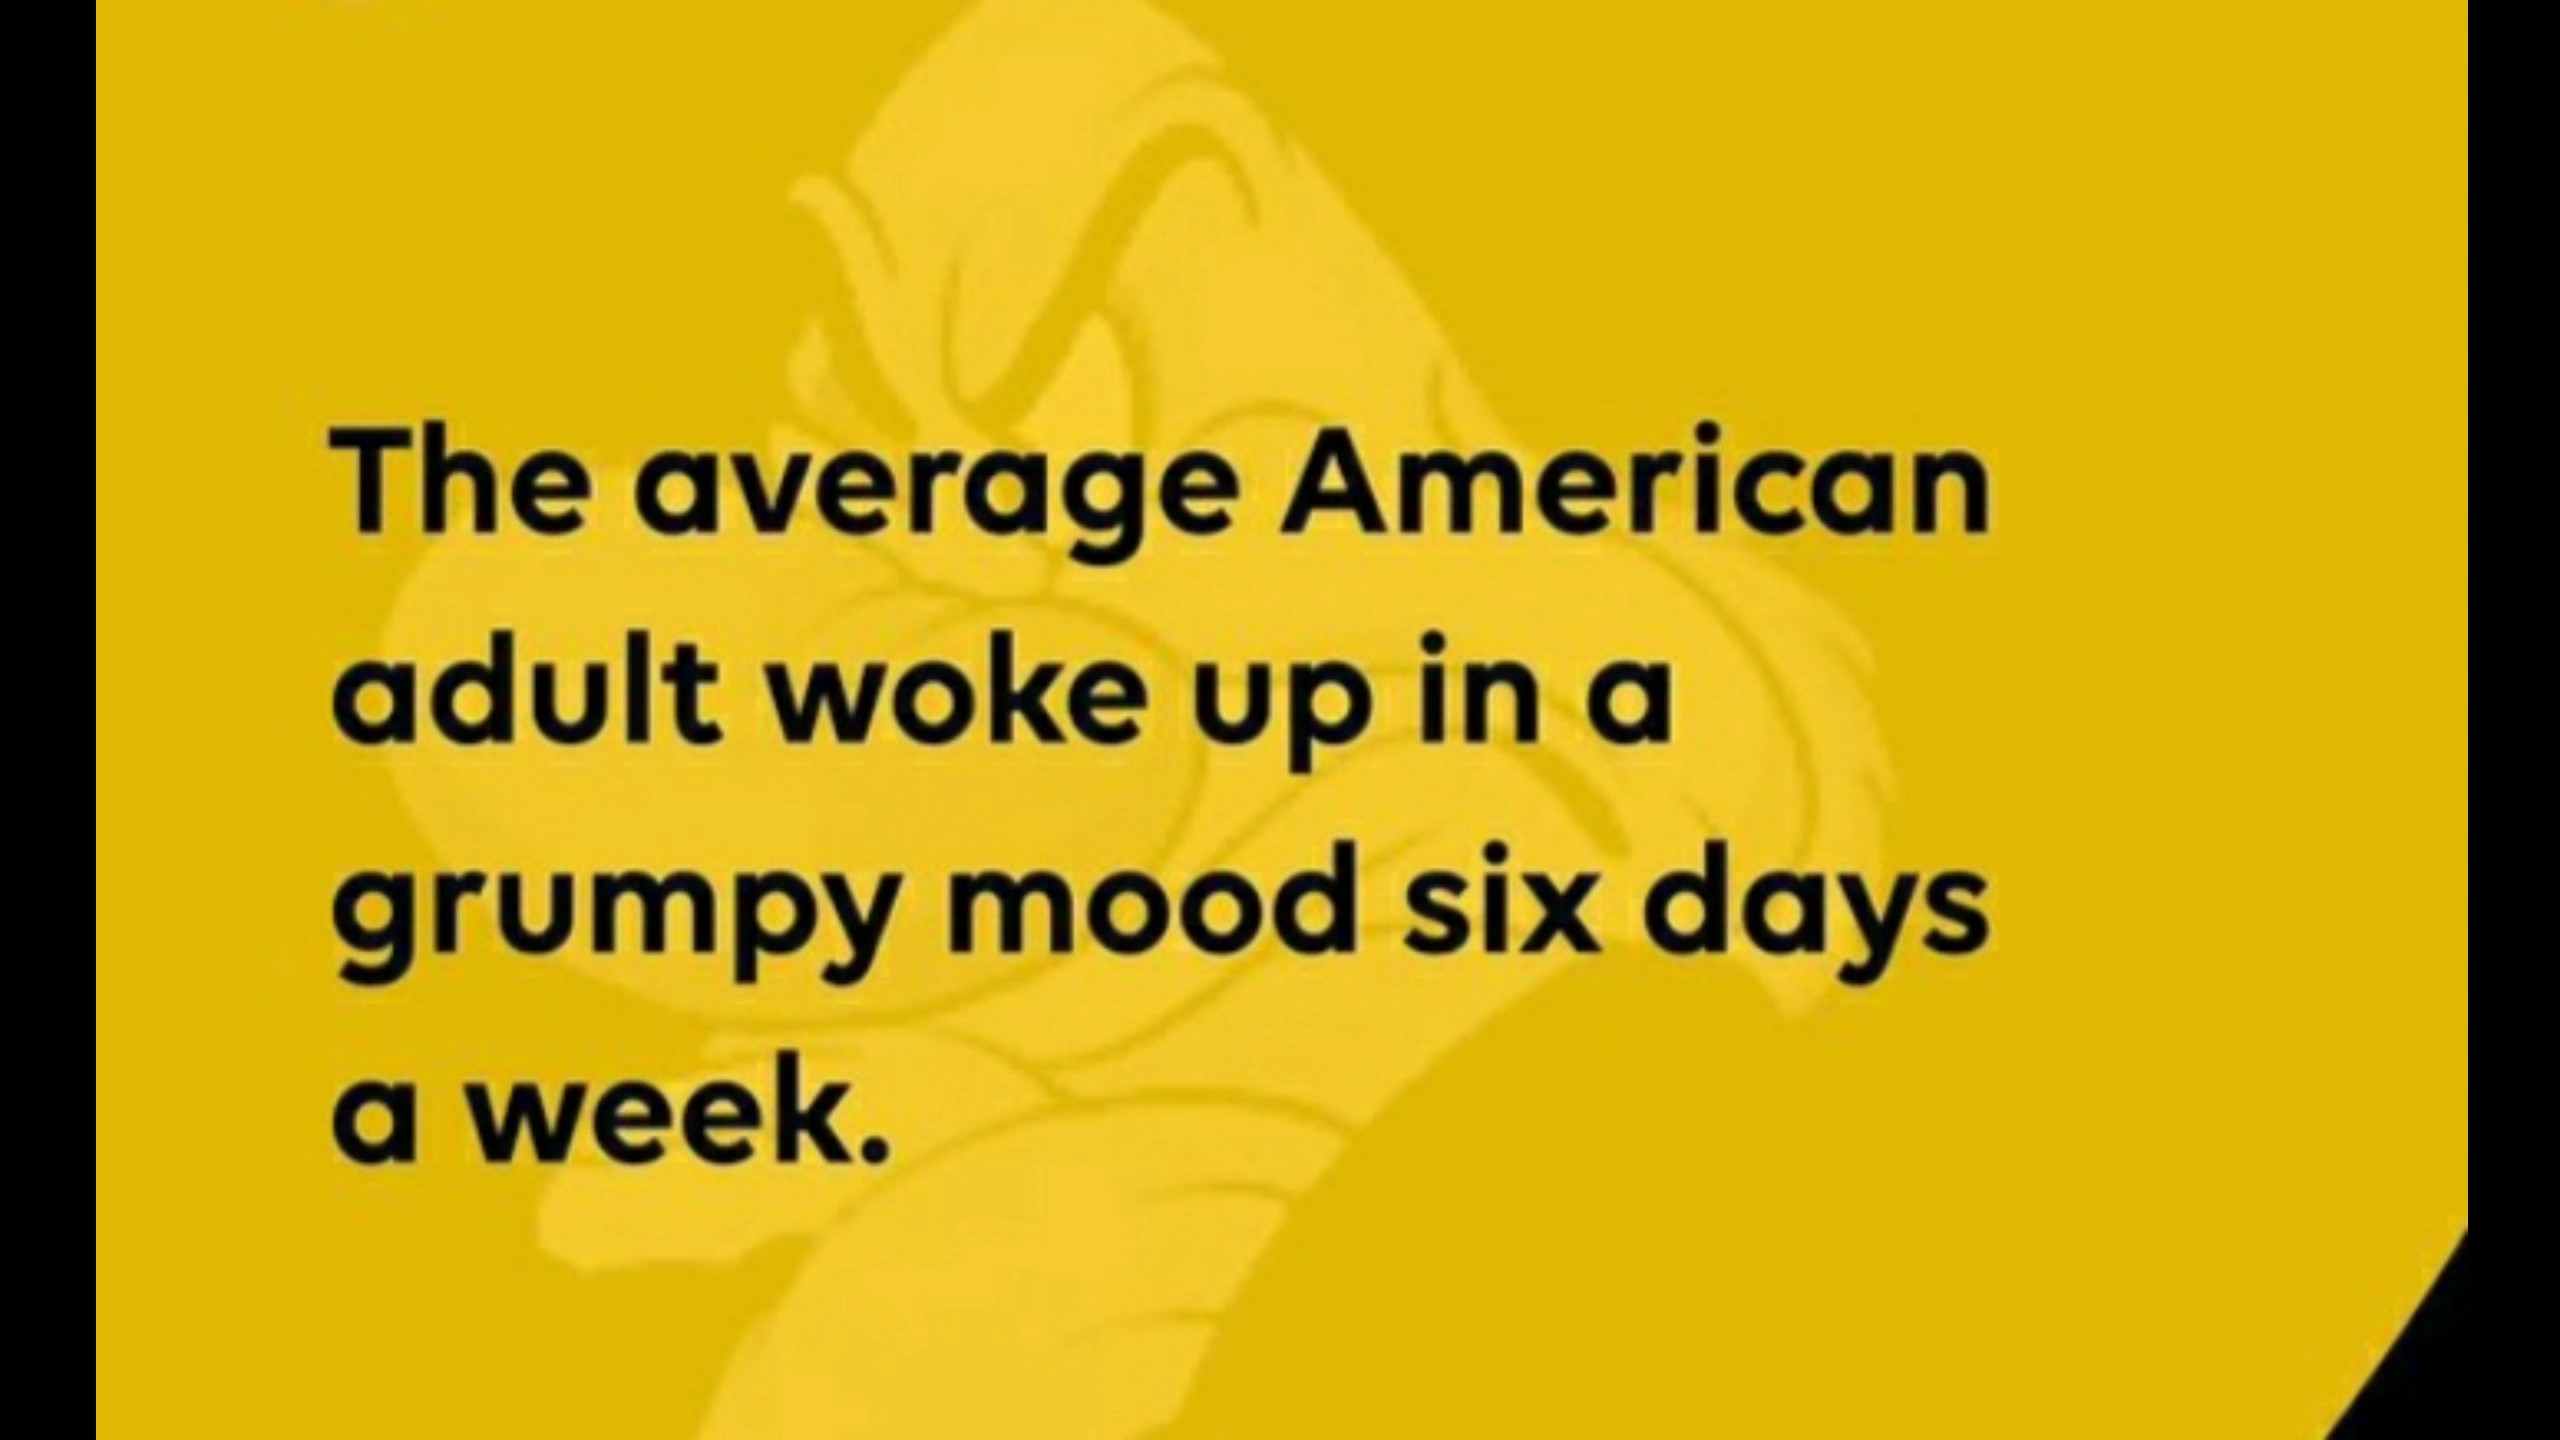 The average American
adult woke up in a
grumpy mood six days
a week.